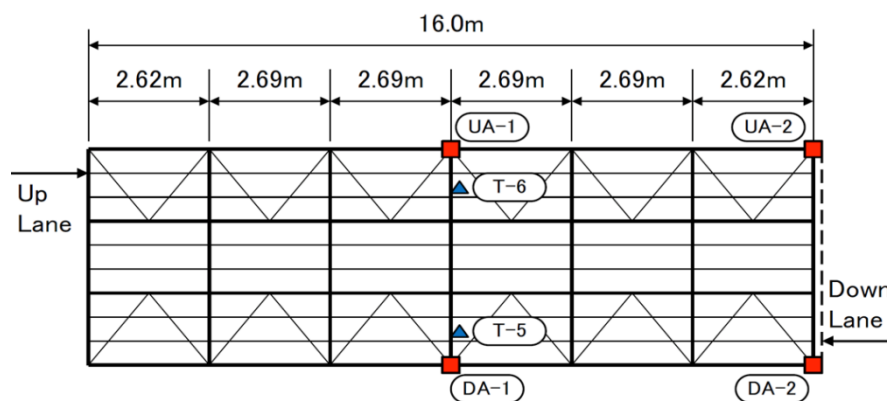 16.0m
2.62m
2.69m
2.69m
2.69m
2.69m
2.62m
UA-1
UA-2
T-6
Up
Lane
T-5
Down
Lane
DA-1
DA-2